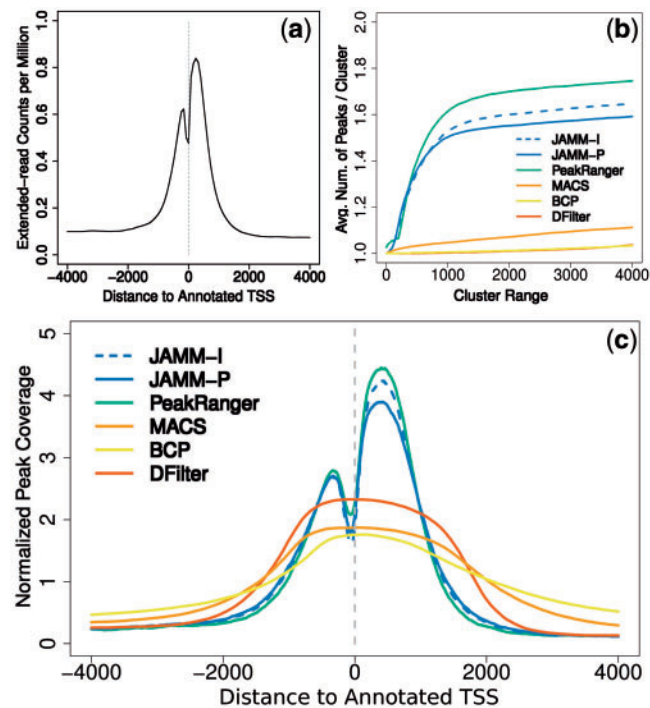 (a)
Extended-read Counts per Million
0.0 0.2 0.4 0.6 0.8 1.0
−4000 −2000 0 2000 4000
Distance to Annotated TSS
(b)
Avg. Num. of Peaks / Cluster
1.0 1.2 1.4 1.6 1.8 2.0
JAMM−I
JAMM−P
PeakRanger
MACS
BCP
DFilter
0 1000 2000 3000 4000
Cluster Range
(c)
Normalized Peak Coverage
0 1 2 3 4 5
JAMM−I
JAMM−P
PeakRanger
MACS
BCP
DFilter
−4000 −2000 0 2000 4000
Distance to Annotated TSS